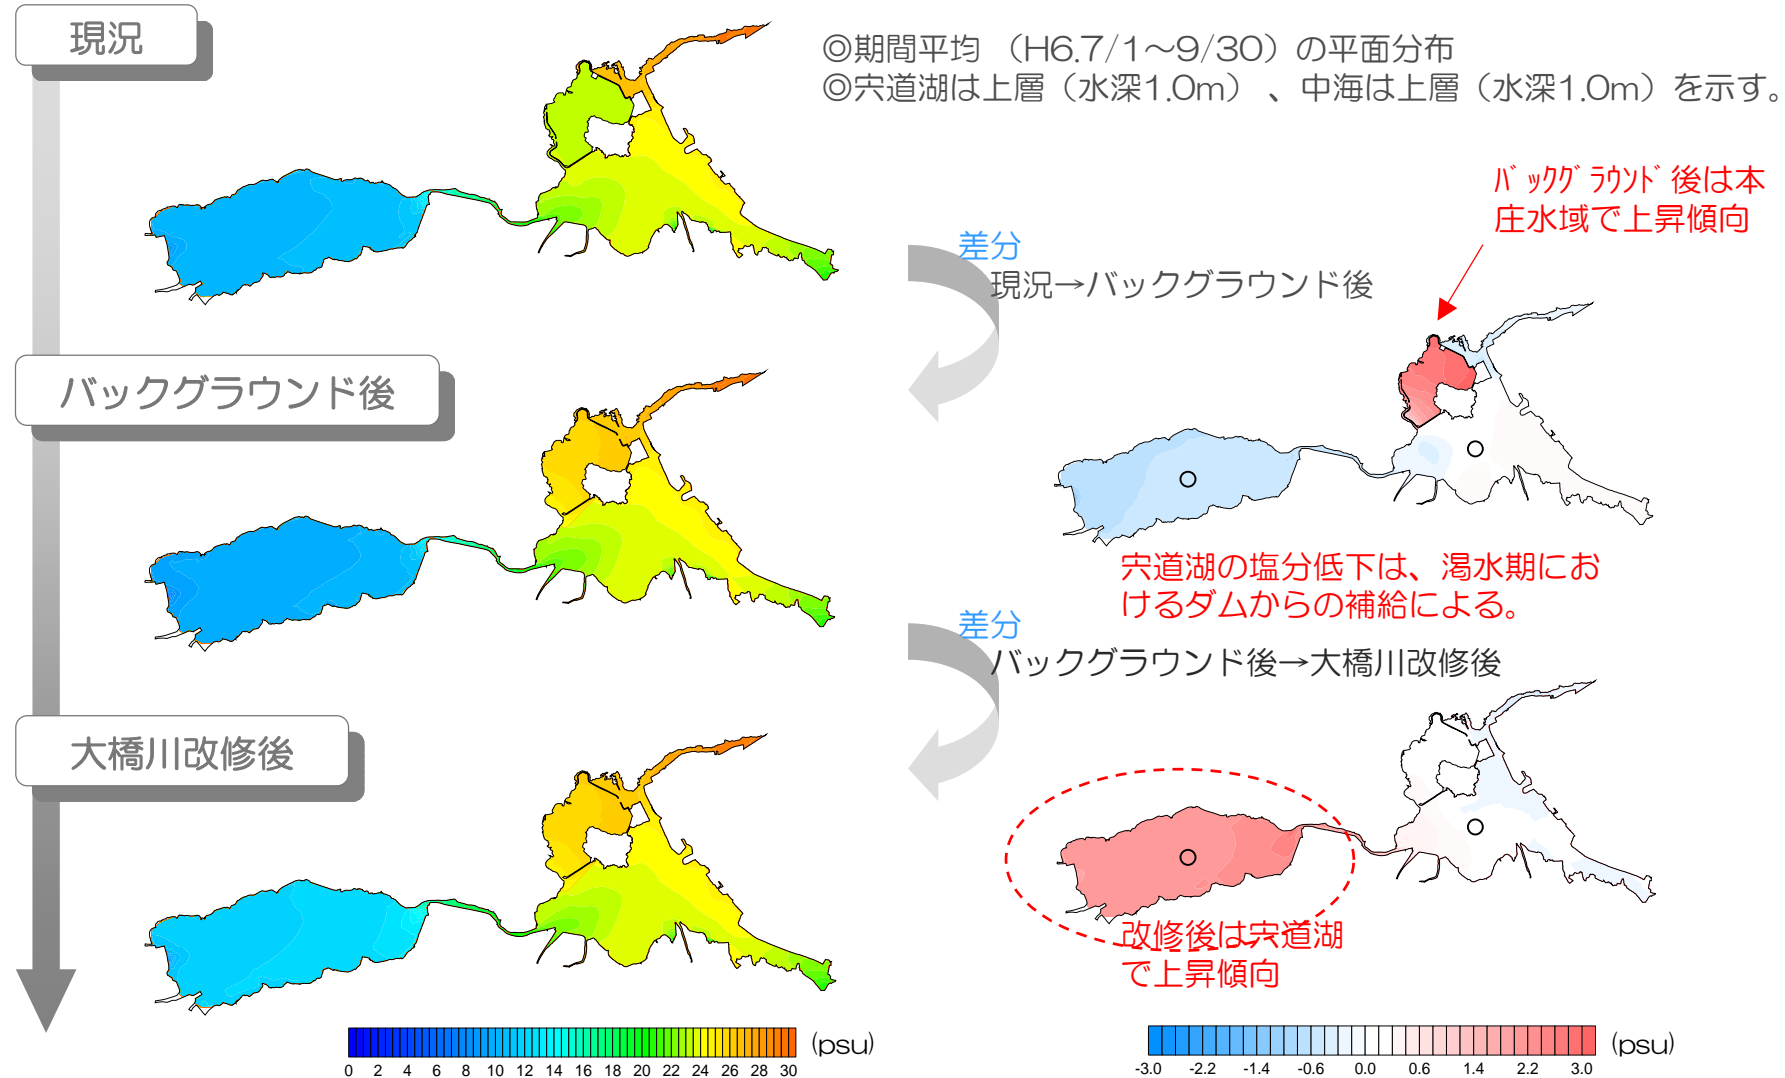 現況
◎期間平均 （H6.7/1～9/30）の平面分布
◎宍道湖は上層（水深1.0m）、中海は上層（水深1.0m）を示す。
ﾊﾞｯｸｸﾞﾗｳﾝﾄﾞ後は本
庄水域で上昇傾向
差分
現況→バックグラウンド後
バックグラウンド後
宍道湖の塩分低下は、渇水期にお
けるダムからの補給による。
差分
バックグラウンド後→大橋川改修後
大橋川改修後
改修後は宍道湖
で上昇傾向
(psu)
0 2 4 6 8 10 12 14 16 18 20 22 24 26 28 30
(psu)
-3.0 -2.2 -1.4 -0.6 0.0 0.6 1.4 2.2 3.0